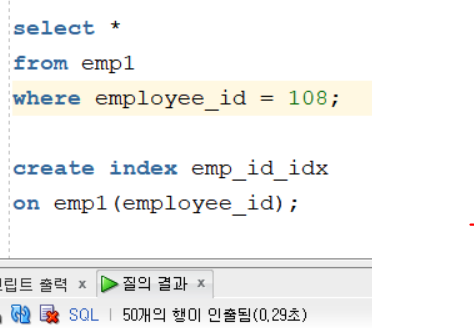 select *
from emp1
where employee_id = 108;
create index emp_id_idx
on emp1(employee_id);
립트 출력 x 질의 결과 x
SQL | 50개의 행이 인출됨(0,29초)